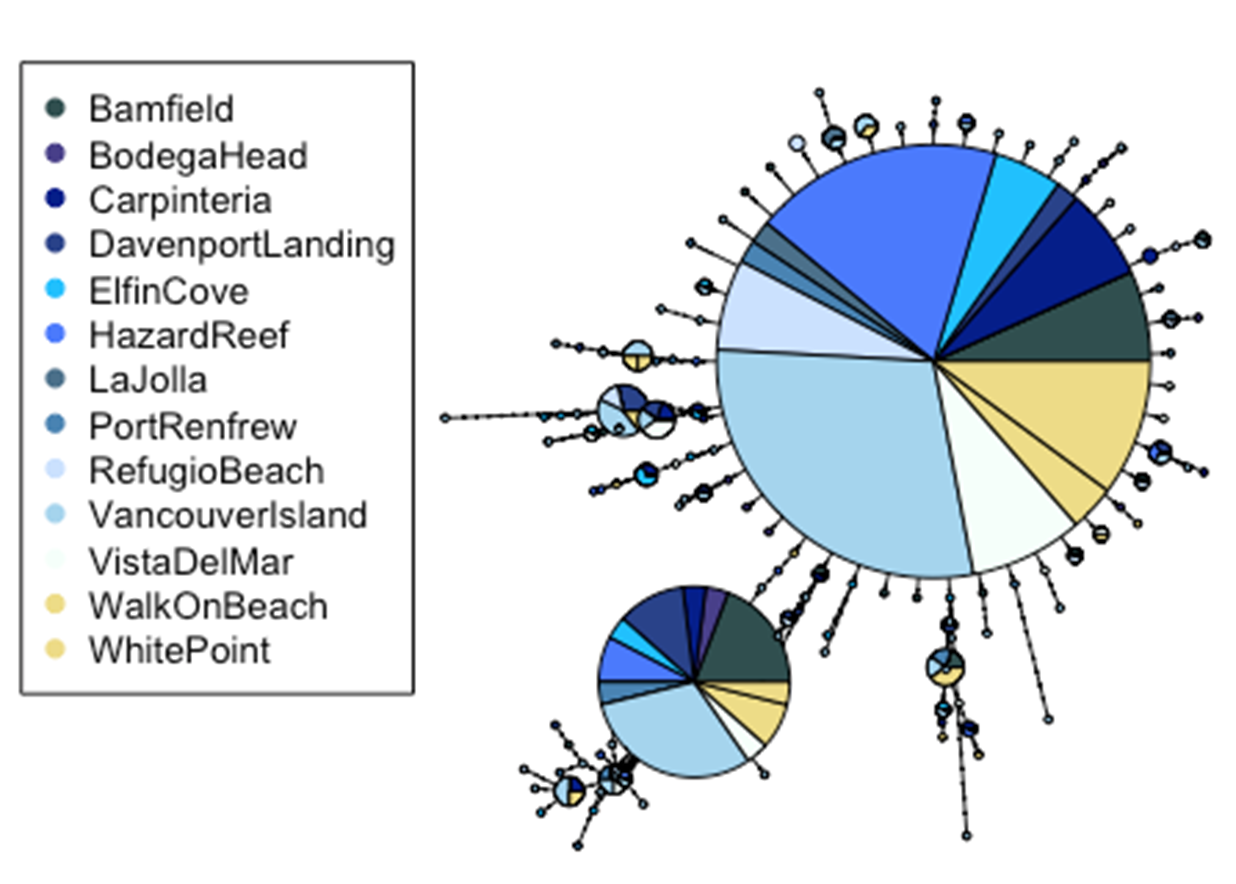 Bamfield
BodegaHead
Carpinteria
DavenportLanding
ElfinCove
HazardReef
LaJolla
PortRenfrew
RefugioBeach
VancouverIsland
VistaDelMar
WalkOnBeach
WhitePoint